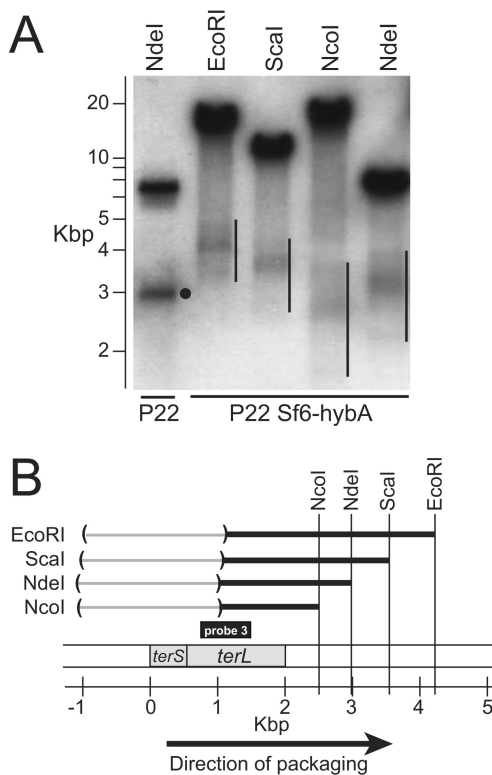 A
NdeI
EcoRI
ScaI
NcoI
NdeI
20
10
5
Kbp
4
3
2
P22
P22 Sf6-hybA
B
NcoI
NdeI
ScaI
EcoRI
EcoRI
ScaI
NdeI
NcoI
probe 3
terS
terL
-1 0 1 2 3 4 5
Kbp
Direction of packaging